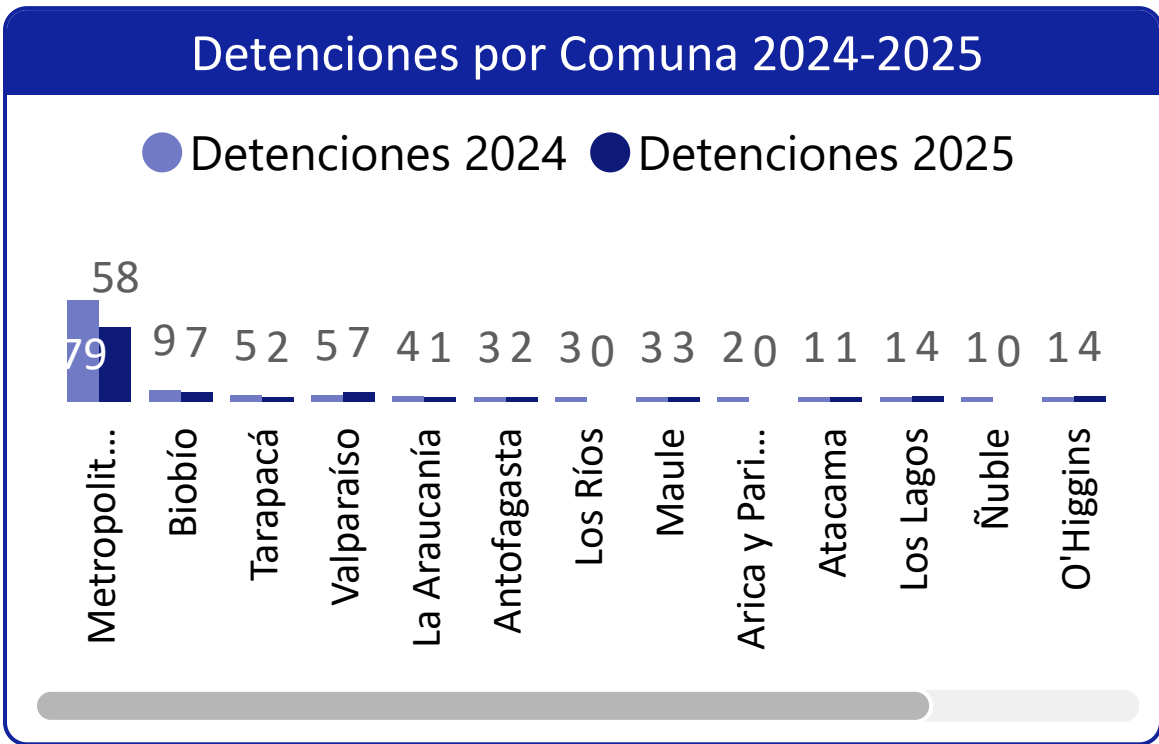 Detenciones por Comuna 2024-2025
Detenciones 2024 Detenciones 2025
79 58 9 7 5 2 5 7 4 1 3 2 3 0 3 3 2 0 1 1 1 4 1 0 1 4
Metropolit...
Biobío
Tarapacá
Valparaíso
La Araucanía
Antofagasta
Los Ríos
Maule
Arica y Pari...
Atacama
Los Lagos
Ñuble
O'Higgins